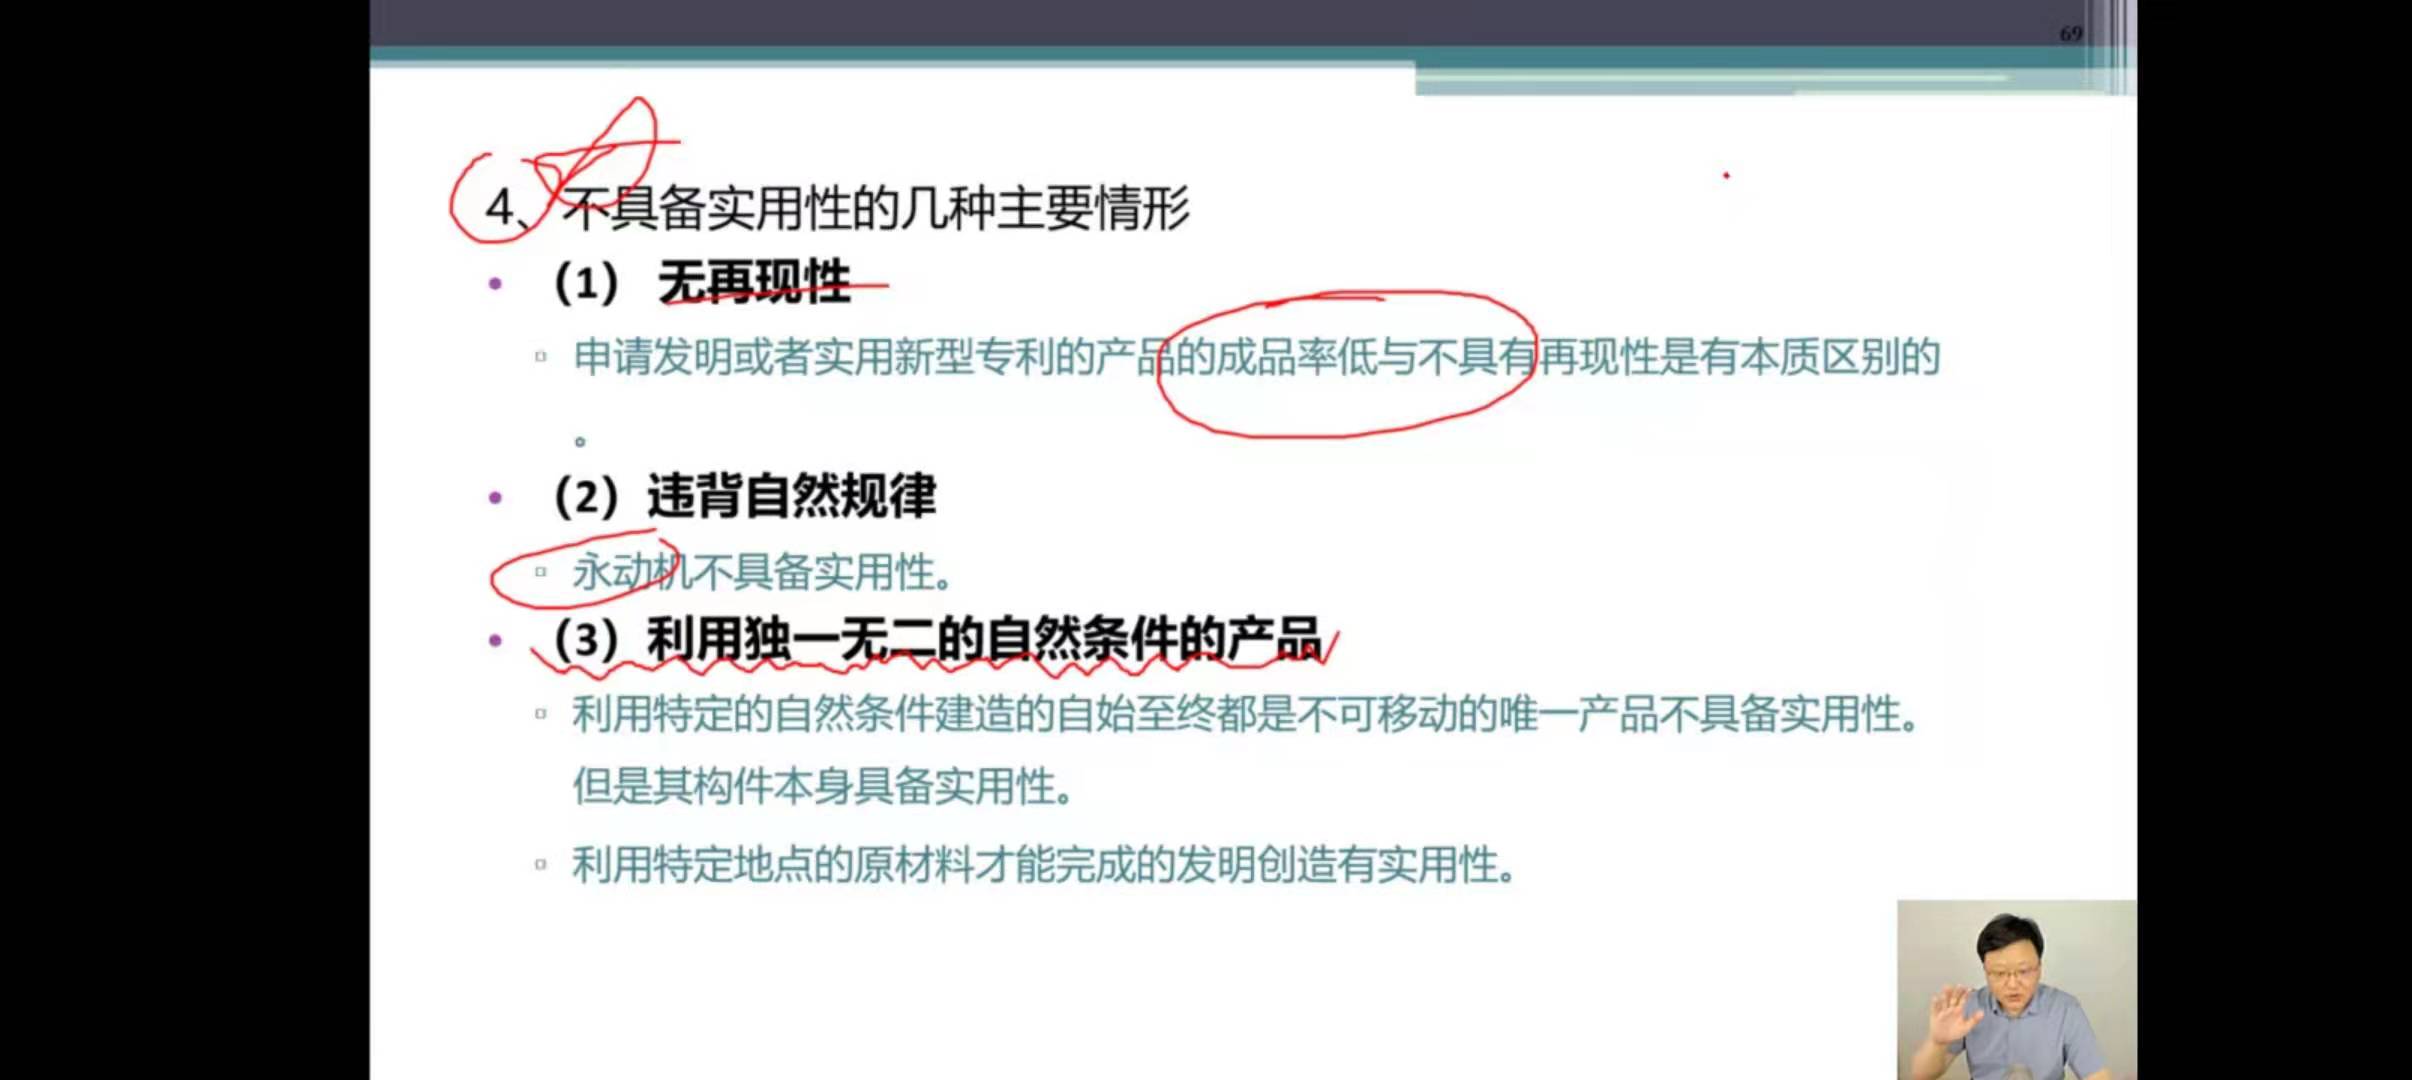 69
4、不具备实用性的几种主要情形
• （1） 无再现性
▫ 申请发明或者实用新型专利的产品的成品率低与不具有再现性是有本质区别的
。
• （2）违背自然规律
▫ 永动机不具备实用性。
• （3）利用独一无二的自然条件的产品
▫ 利用特定的自然条件建造的自始至终都是不可移动的唯一产品不具备实用性。
但是其构件本身具备实用性。
▫ 利用特定地点的原材料才能完成的发明创造有实用性。